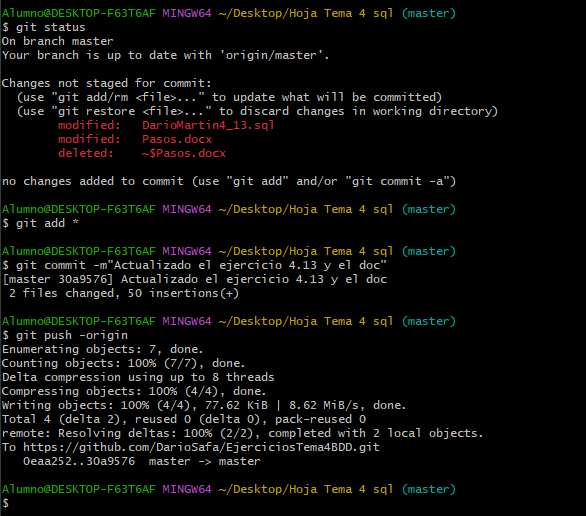 Alumno@DESKTOP-F63T6AF MINGW64 ~/Desktop/Hoja Tema 4 sql (master)
$ git status
On branch master
Your branch is up to date with 'origin/master'.
Changes not staged for commit:
  (use "git add/rm <file>..." to update what will be committed)
  (use "git restore <file>..." to discard changes in working directory)
        modified:   DarioMartin4_13.sql
        modified:   Pasos.docx
        deleted:    ~$Pasos.docx
no changes added to commit (use "git add" and/or "git commit -a")
Alumno@DESKTOP-F63T6AF MINGW64 ~/Desktop/Hoja Tema 4 sql (master)
$ git add *
Alumno@DESKTOP-F63T6AF MINGW64 ~/Desktop/Hoja Tema 4 sql (master)
$ git commit -m"Actualizado el ejercicio 4.13 y el doc"
[master 30a9576] Actualizado el ejercicio 4.13 y el doc
 2 files changed, 50 insertions(+)
Alumno@DESKTOP-F63T6AF MINGW64 ~/Desktop/Hoja Tema 4 sql (master)
$ git push -origin
Enumerating objects: 7, done.
Counting objects: 100% (7/7), done.
Delta compression using up to 8 threads
Compressing objects: 100% (4/4), done.
Writing objects: 100% (4/4), 77.62 KiB | 8.62 MiB/s, done.
Total 4 (delta 2), reused 0 (delta 0), pack-reused 0
remote: Resolving deltas: 100% (2/2), completed with 2 local objects.
To https://github.com/DarioSafa/EjerciciosTema4BDD.git
   0eaa252..30a9576  master -> master
Alumno@DESKTOP-F63T6AF MINGW64 ~/Desktop/Hoja Tema 4 sql (master)
$